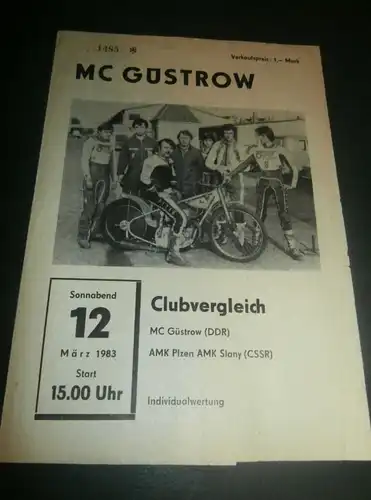 1495
Verkaufspreis: 1,– Mark
MC GÜSTROW
Sonnabend
12
März 1983
Start
15.00 Uhr
Clubvergleich
MC Güstrow (DDR)
AMK Plzen AMK Slany (CSSR)
Individualwertung